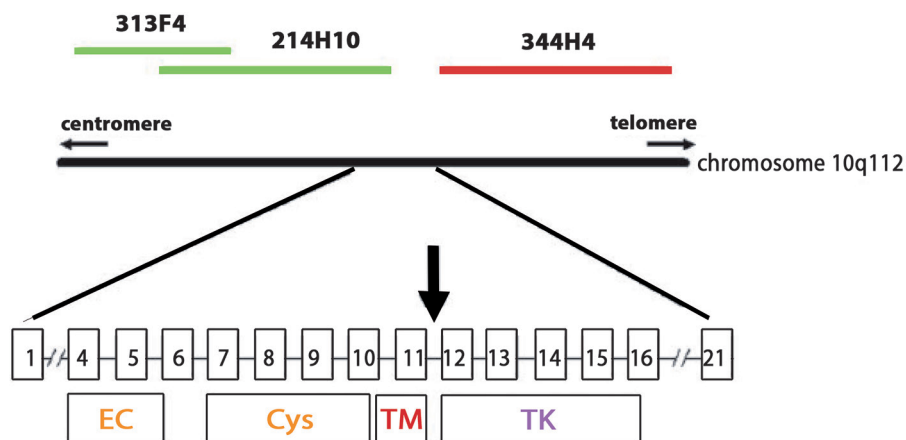 313F4
214H10
344H4
centromere
telomere
chromosome 10q112
1 // 4 5 6 7 8 9 10 11 12 13 14 15 16 // 21
EC Cys TM TK